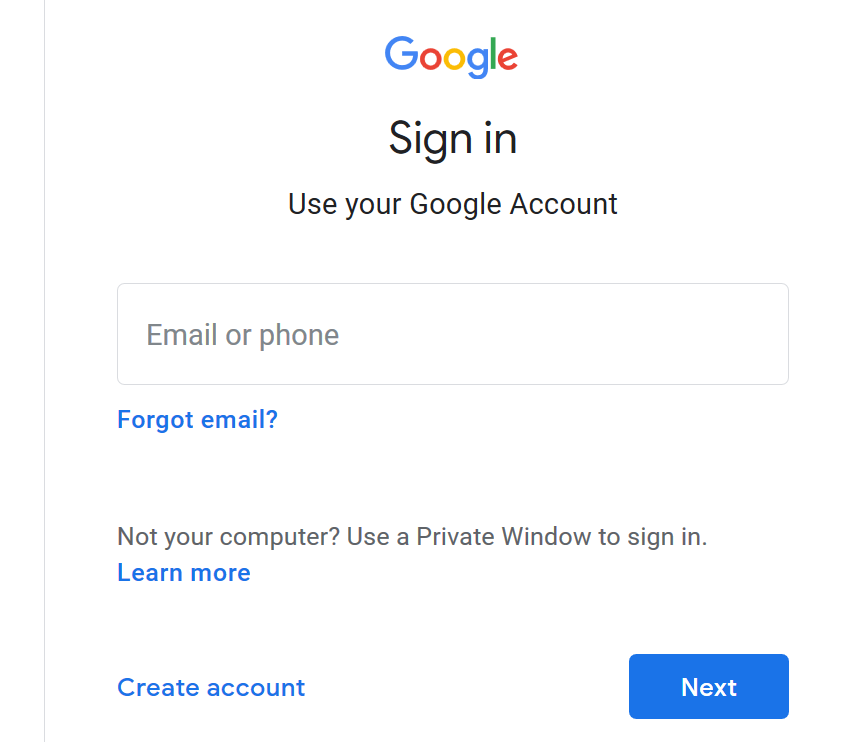 Google
Sign in
Use your Google Account
Email or phone
Forgot email?
Not your computer? Use a Private Window to sign in.
Learn more
Create account
Next